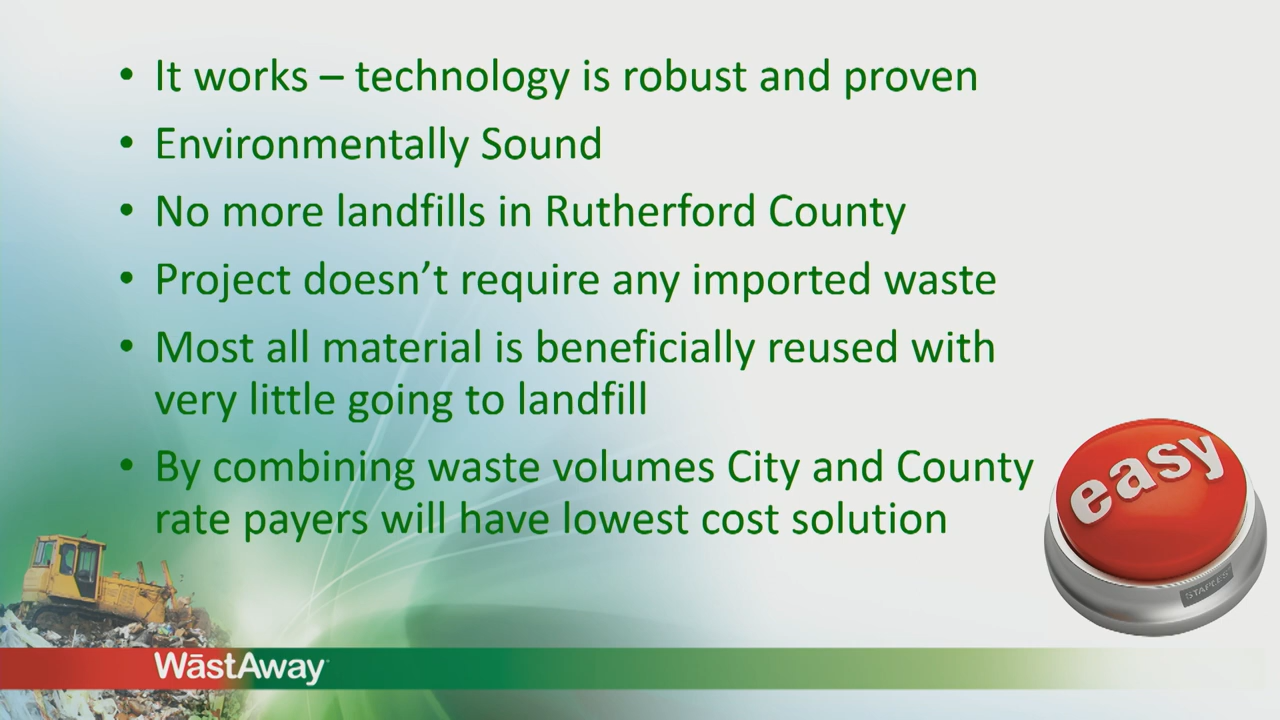 • It works – technology is robust and proven
• Environmentally Sound
• No more landfills in Rutherford County
• Project doesn’t require any imported waste
• Most all material is beneficially reused with
very little going to landfill
• By combining waste volumes City and County
rate payers will have lowest cost solution
easy
STAPLES
WāstAway